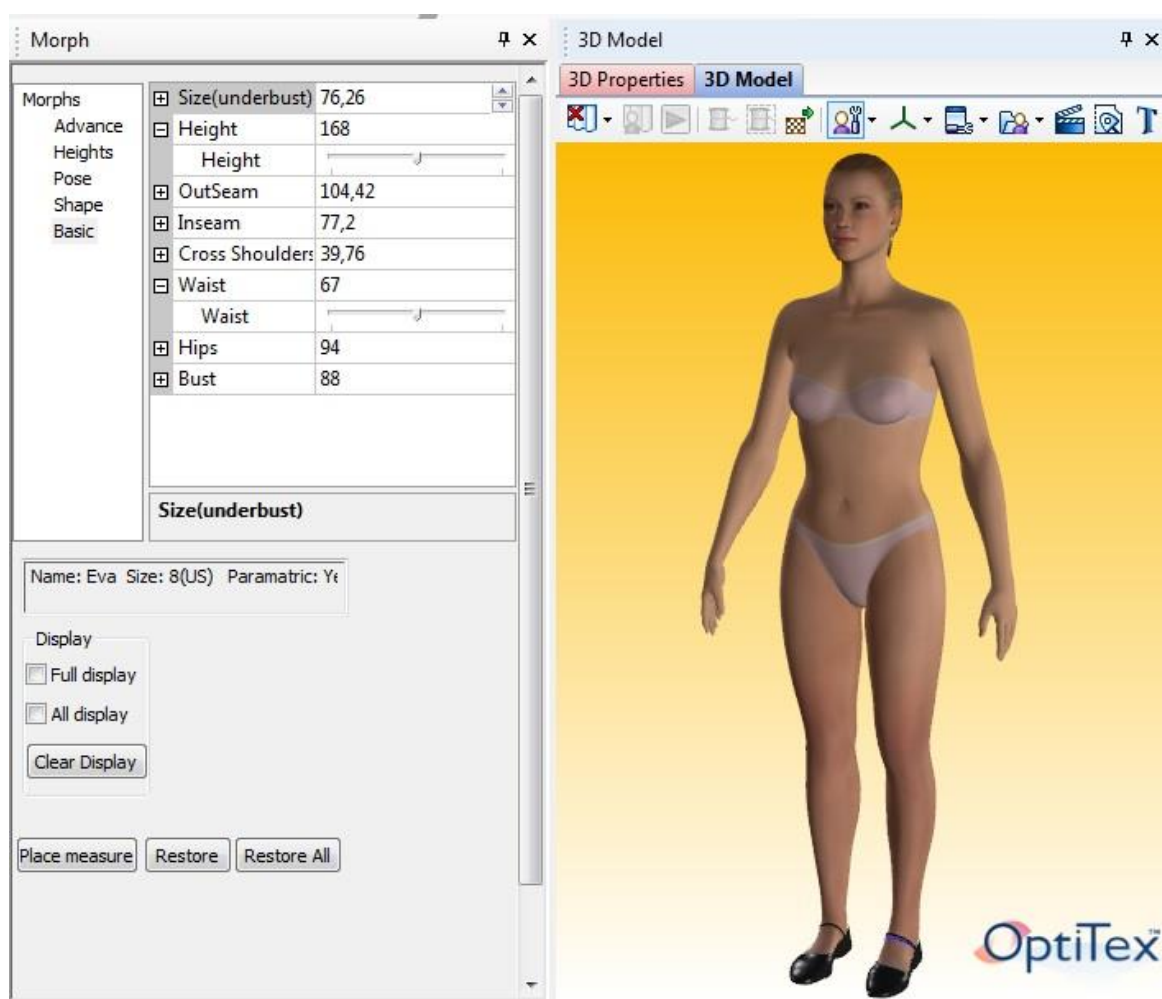 Morph
Morphs
Advance
Heights
Pose
Shape
Basic
Size(underbust) 76,26
Height 168
Height
OutSeam 104,42
Inseam 77,2
Cross Shoulders 39,76
Waist 67
Waist
Hips 94
Bust 88
Size(underbust)
Name: Eva Size: 8(US) Paramatric: Ye
Display
Full display
All display
Clear Display
Place measure Restore Restore All
3D Model
3D Properties 3D Model
T
OptiTex™